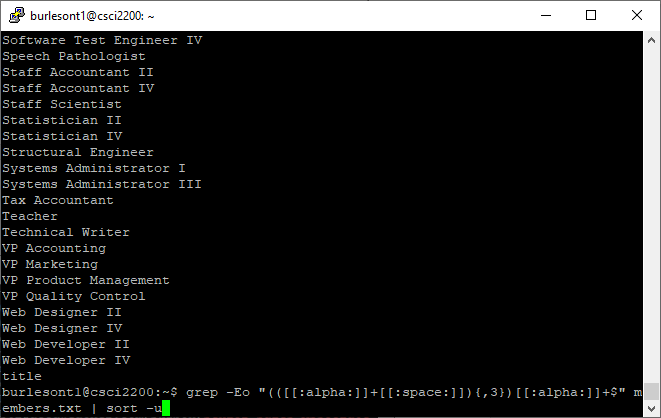 burlesont1@csci2200: ~
Software Test Engineer IV
Speech Pathologist
Staff Accountant II
Staff Accountant IV
Staff Scientist
Statistician II
Statistician IV
Structural Engineer
Systems Administrator I
Systems Administrator III
Tax Accountant
Teacher
Technical Writer
VP Accounting
VP Marketing
VP Product Management
VP Quality Control
Web Designer II
Web Designer IV
Web Developer II
Web Developer IV
title
burlesont1@csci2200:~$ grep -Eo "(([[:alpha:]]+[[:space:]]){,3})[[:alpha:]]+$" m
embers.txt | sort -u